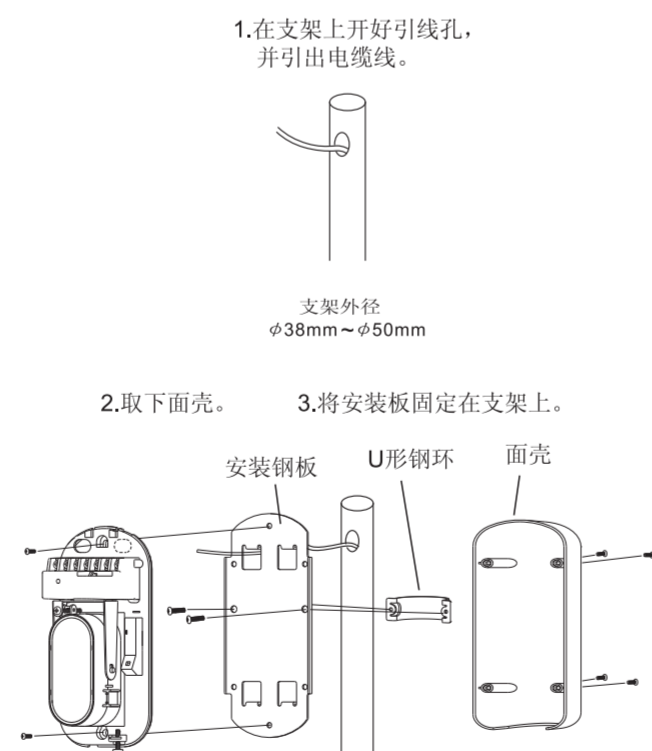 1.在支架上开好引线孔，
并引出电缆线。
支架外径
φ38mm～φ50mm
2.取下面壳。
3.将安装板固定在支架上。
安装钢板
U形钢环
面壳